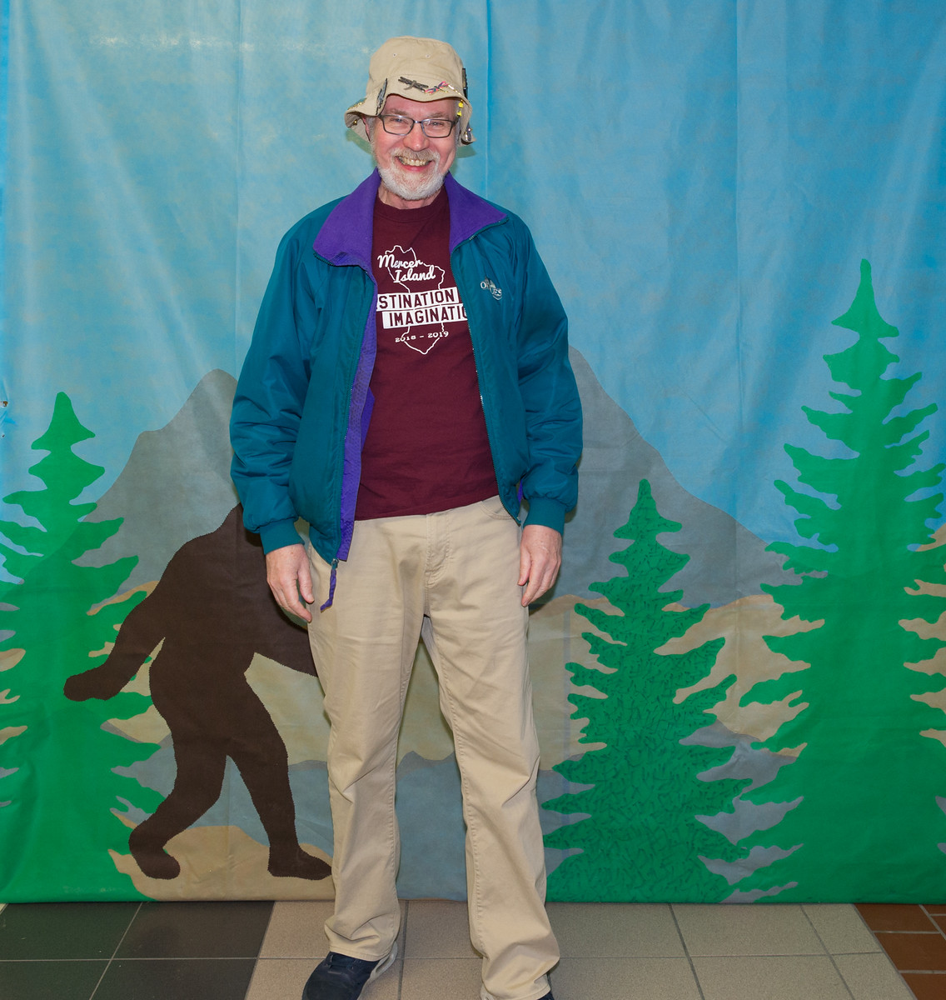 Mercer
Island
STINATION
IMAGINATIO
2018 - 2019